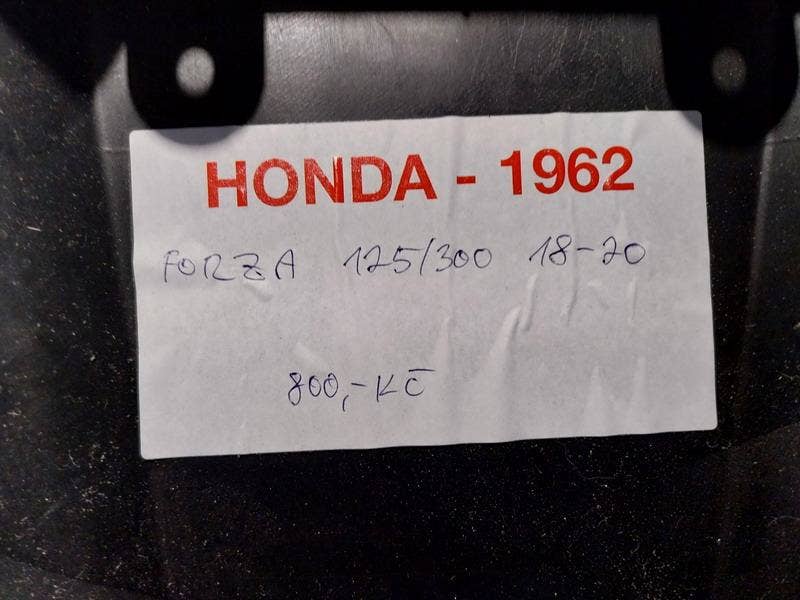 HONDA - 1962
FORZA 125/300 18-20
800,- KČ